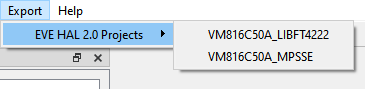 Export Help
EVE HAL 2.0 Projects
VM816C50A_LIBFT4222
VM816C50A_MPSSE